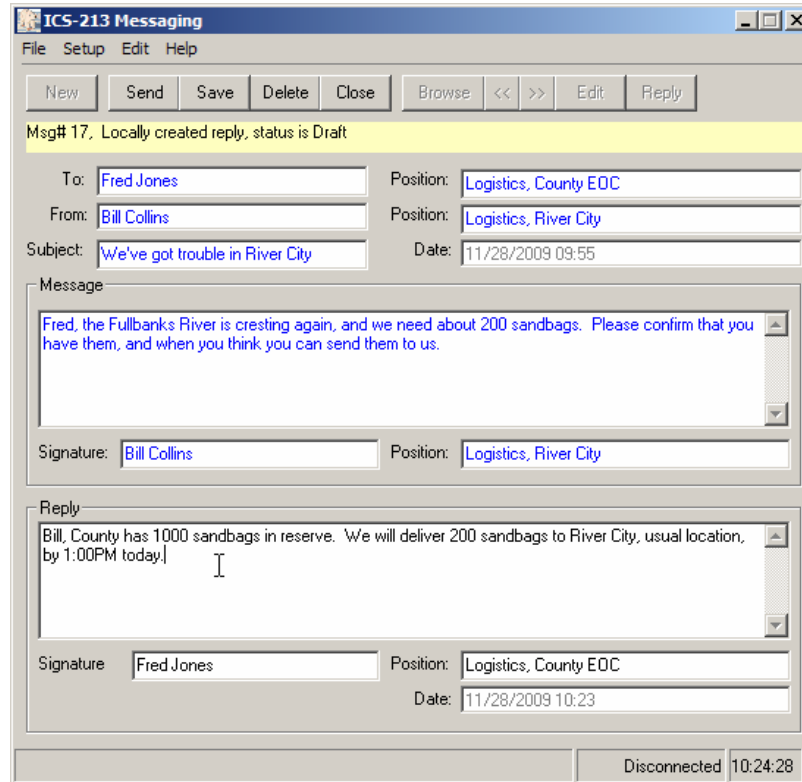 ICS-213 Messaging
File Setup Edit Help
New Send Save Delete Close Browse << >> Edit Reply
Msg# 17, Locally created reply, status is Draft
To: Fred Jones Position: Logistics, County EOC
From: Bill Collins Position: Logistics, River City
Subject: We've got trouble in River City Date: 11/28/2009 09:55
Message
Fred, the Fullbanks River is cresting again, and we need about 200 sandbags. Please confirm that you
have them, and when you think you can send them to us.
Signature: Bill Collins Position: Logistics, River City
Reply
Bill, County has 1000 sandbags in reserve. We will deliver 200 sandbags to River City, usual location,
by 1:00PM today.
Signature Fred Jones Position: Logistics, County EOC
Date: 11/28/2009 10:23
Disconnected 10:24:28